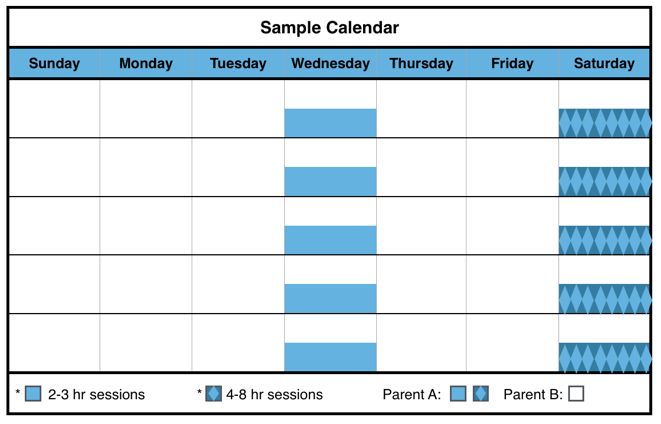 Sample Calendar
Sunday Monday Tuesday Wednesday Thursday Friday Saturday
* 2-3 hr sessions * 4-8 hr sessions Parent A: Parent B: